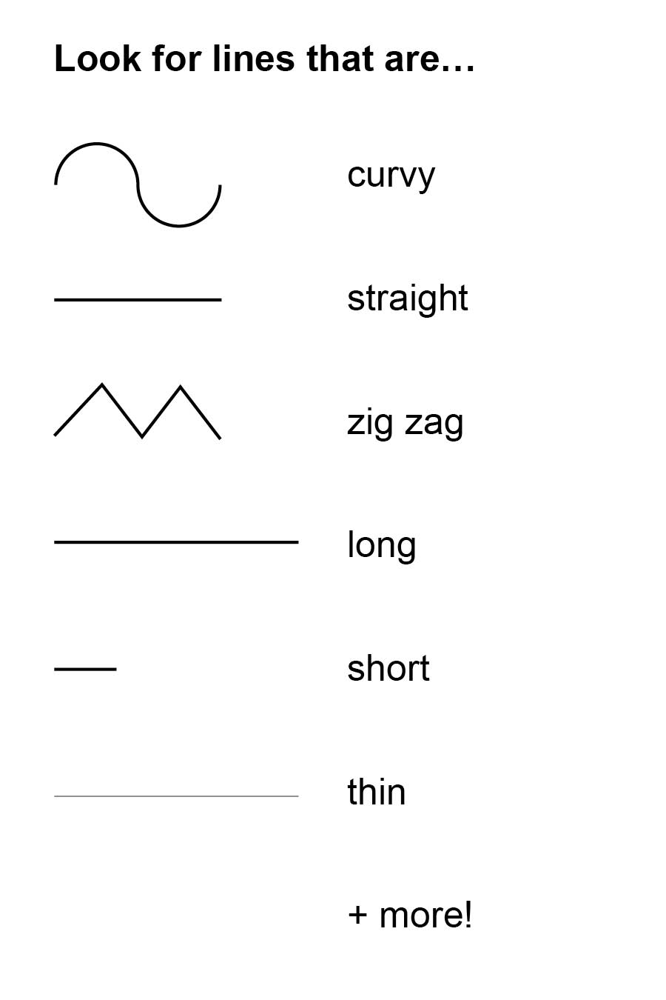 Look for lines that are…
curvy
straight
zig zag
long
short
thin
+ more!